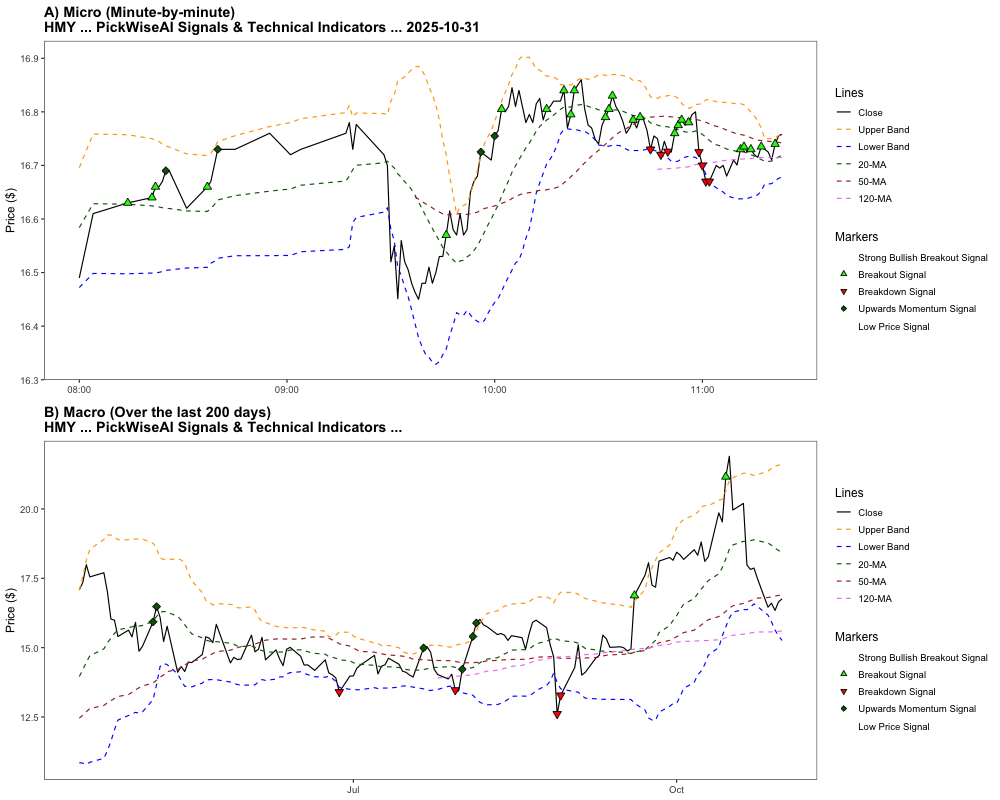 A) Micro (Minute-by-minute)
HMY ... PickWiseAI Signals & Technical Indicators ... 2025-10-31
Price ($)
16.9
16.8
16.7
16.6
16.5
16.4
16.3
08:00
09:00
10:00
11:00
Lines
Close
Upper Band
Lower Band
20-MA
50-MA
120-MA
Markers
Strong Bullish Breakout Signal
Breakout Signal
Breakdown Signal
Upwards Momentum Signal
Low Price Signal
B) Macro (Over the last 200 days)
HMY ... PickWiseAI Signals & Technical Indicators ...
Price ($)
20.0
17.5
15.0
12.5
Jul
Oct
Lines
Close
Upper Band
Lower Band
20-MA
50-MA
120-MA
Markers
Strong Bullish Breakout Signal
Breakout Signal
Breakdown Signal
Upwards Momentum Signal
Low Price Signal